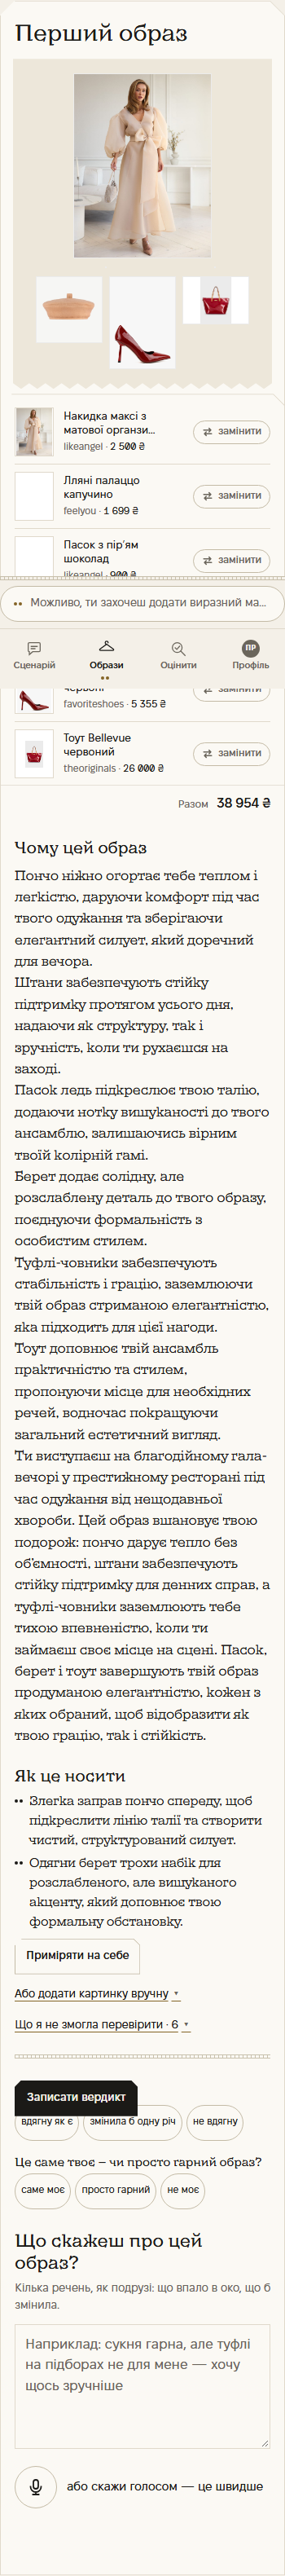 Перший образ
Накидка максі з
матової органзи...
likeangel · 2 500 ₴
замінити
Лляні палаццо
капучино
feelyou · 1 699 ₴
замінити
Пасок з пір'ям
шоколад
likeangel · 900 ₴
замінити
Можливо, ти захочеш додати виразний ма...
Сценарій
Образи
Оцінити
ПР
Профіль
червоні
favoriteshoes · 5 355 ₴
замінити
Тоут Bellevue
червоний
theoriginals · 26 000 ₴
замінити
Разом 38 954 ₴
Чому цей образ
Пончо ніжно огортає тебе теплом і
легкістю, даруючи комфорт під час
твого одужання та зберігаючи
елегантний силует, який доречний
для вечора.
Штани забезпечують стійку
підтримку протягом усього дня,
надаючи як структуру, так і
зручність, коли ти рухаєшся на
заході.
Пасок ледь підкреслює твою талію,
додаючи нотку вишуканості до твого
ансамблю, залишаючись вірним
твоїй колірній гамі.
Берет додає солідну, але
розслаблену деталь до твого образу,
поєднуючи формальність з
особистим стилем.
Туфлі-човники забезпечують
стабільність і грацію, заземлюючи
твій образ стриманою елегантністю,
яка підходить для цієї нагоди.
Тоут доповнює твій ансамбль
практичністю та стилем,
пропонуючи місце для необхідних
речей, водночас покращуючи
загальний естетичний вигляд.
Ти виступаєш на благодійному гала-
вечорі у престижному ресторані під
час одужання від нещодавньої
хвороби. Цей образ вшановує твою
подорож: пончо дарує тепло без
об'ємності, штани забезпечують
стійку підтримку для денних справ, а
туфлі-човники заземлюють тебе
тихою впевненістю, коли ти
займаєш своє місце на сцені. Пасок,
берет і тоут завершують твій образ
продуманою елегантністю, кожен з
яких обраний, щоб відобразити як
твою грацію, так і стійкість.
Як це носити
Злегка заправ пончо спереду, щоб
підкреслити лінію талії та створити
чистий, структурований силует.
Одягни берет трохи набік для
розслабленого, але вишуканого
акценту, який доповнює твою
формальну обстановку.
Приміряти на собе
Або додати картинку вручну
Що я не змогла перевірити · 6
Записати вердикт
вдягну як є
змінила б одну річ
не вдягну
Це саме твоє — чи просто гарний образ?
саме моє
просто гарний
не моє
Що скажеш про цей
образ?
Кілька речень, як подрузі: що впало в око, що б
змінила.
Наприклад: сукня гарна, але туфлі
на підборах не для мене — хочу
щось зручніше
або скажи голосом — це швидше